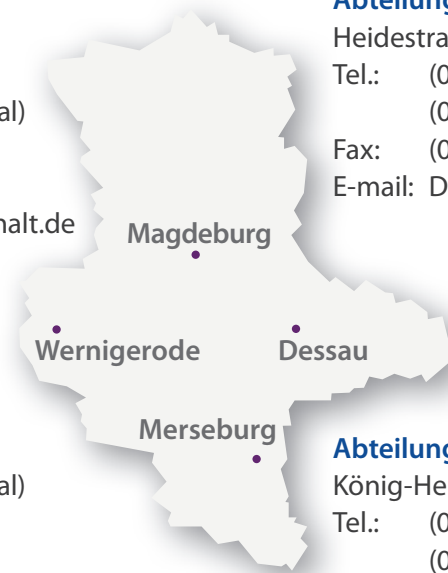 Abteilung
Heidestra
Tel.: (0
(0
Fax: (0
E-mail: D
al)
halt.de
Magdeburg
Wernigerode
Dessau
Merseburg
al)
Abteilung
König-He
Tel.: (0
(0